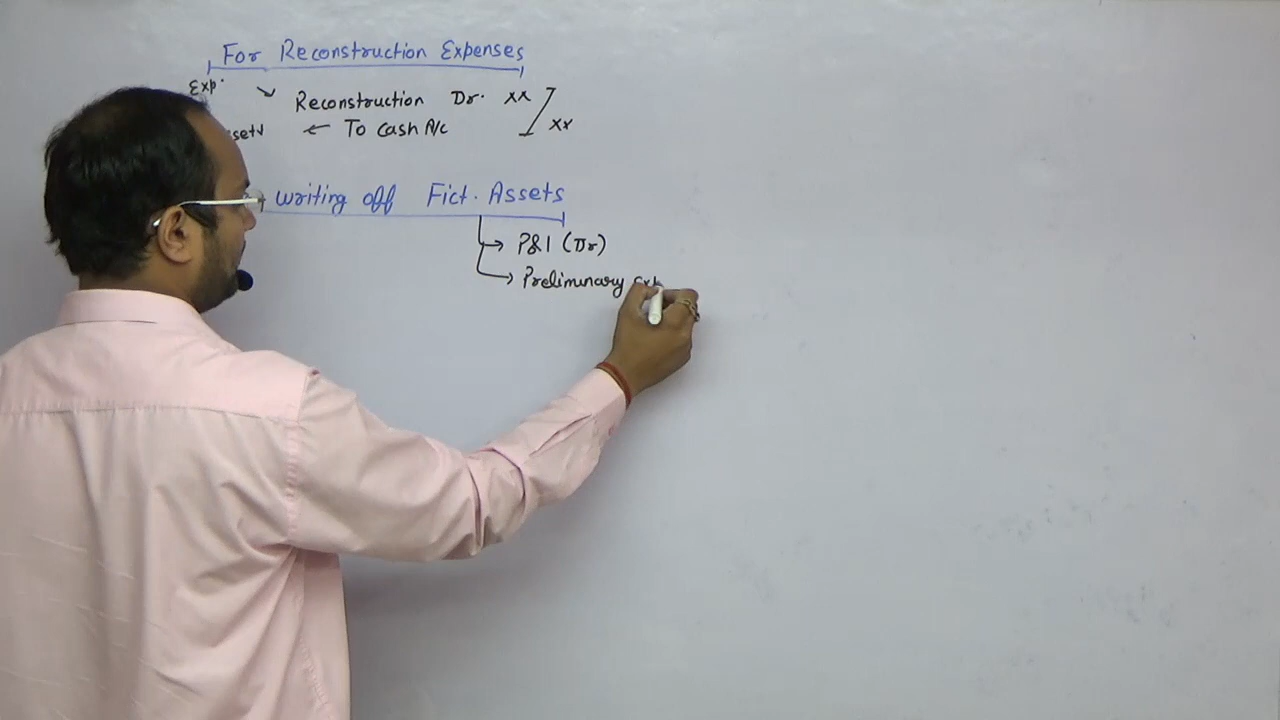 For Reconstruction Expenses
Exp.
Reconstruction Dr. xx
To Cash A/c xx
writing off Fict. Assets
P&l (Dr)
Preliminary